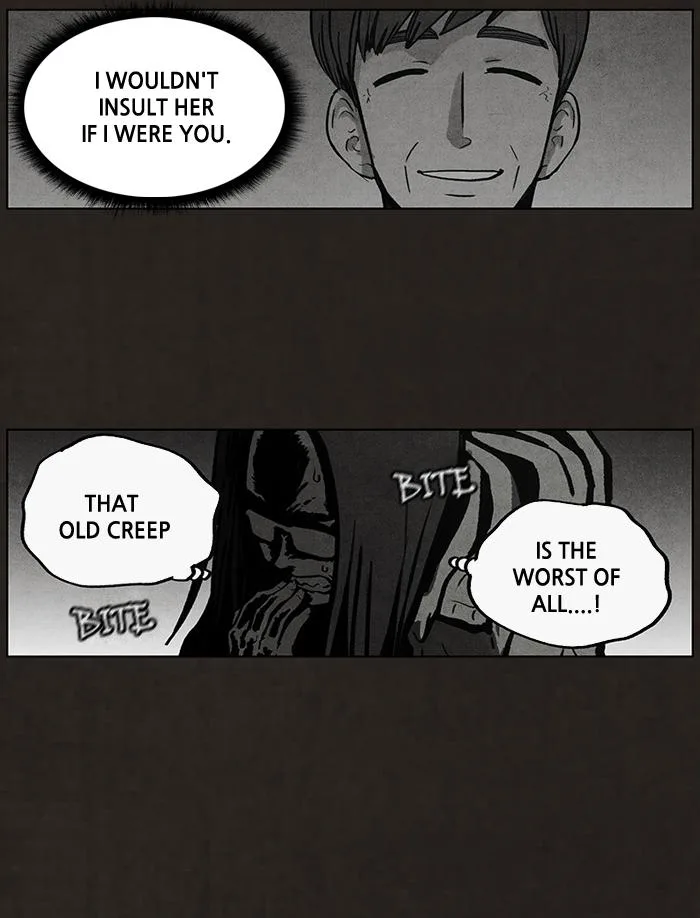 I WOULDN'T
INSULT HER
IF I WERE YOU.
THAT
OLD CREEP
BITE
BITE
IS THE
WORST OF
ALL....!